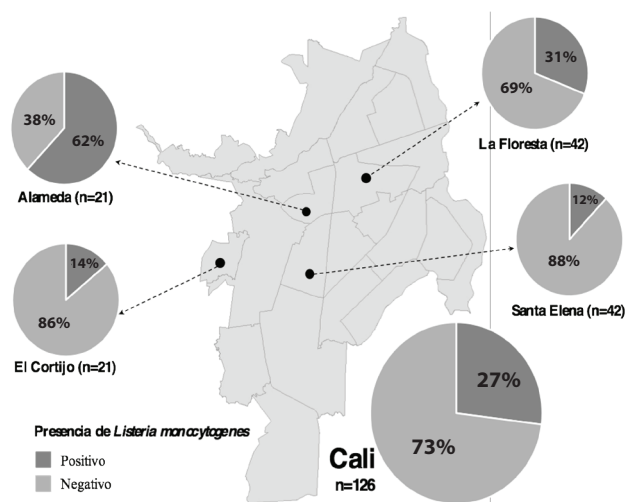 31%
69%
La Floresta (n=42)
38%
62%
Alameda (n=21)
12%
88%
Santa Elena (n=42)
14%
86%
El Cortijo (n=21)
27%
73%
Cali
n=126
Presencia de Listeria monocytogenes
Positivo
Negativo